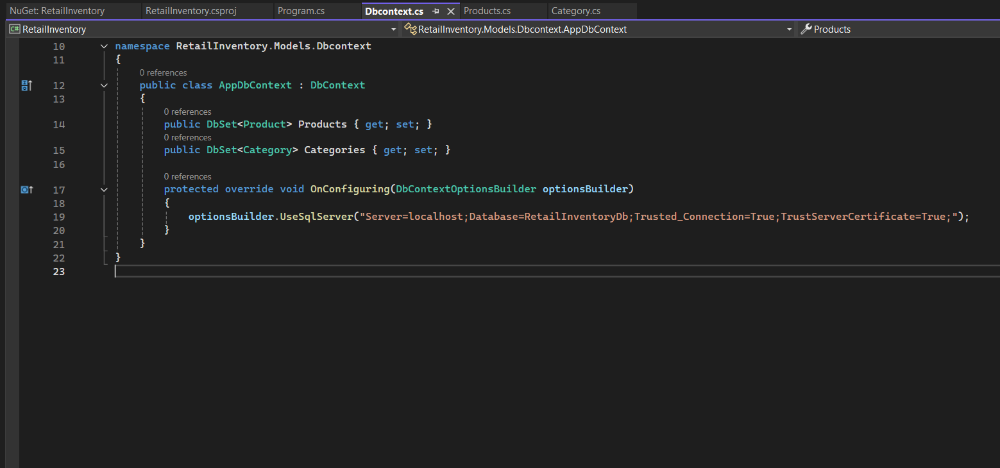 NuGet: RetailInventory RetailInventory.csproj Program.cs Dbcontext.cs Products.cs Category.cs
C# RetailInventory RetailInventory.Models.Dbcontext.AppDbContext Products
10 namespace RetailInventory.Models.Dbcontext
11 {
0 references
12 public class AppDbContext : DbContext
13 {
0 references
14 public DbSet<Product> Products { get; set; }
0 references
15 public DbSet<Category> Categories { get; set; }
16
0 references
17 protected override void OnConfiguring(DbContextOptionsBuilder optionsBuilder)
18 {
19 optionsBuilder.UseSqlServer("Server=localhost;Database=RetailInventoryDb;Trusted_Connection=True;TrustServerCertificate=True;");
20 }
21 }
22 }
23